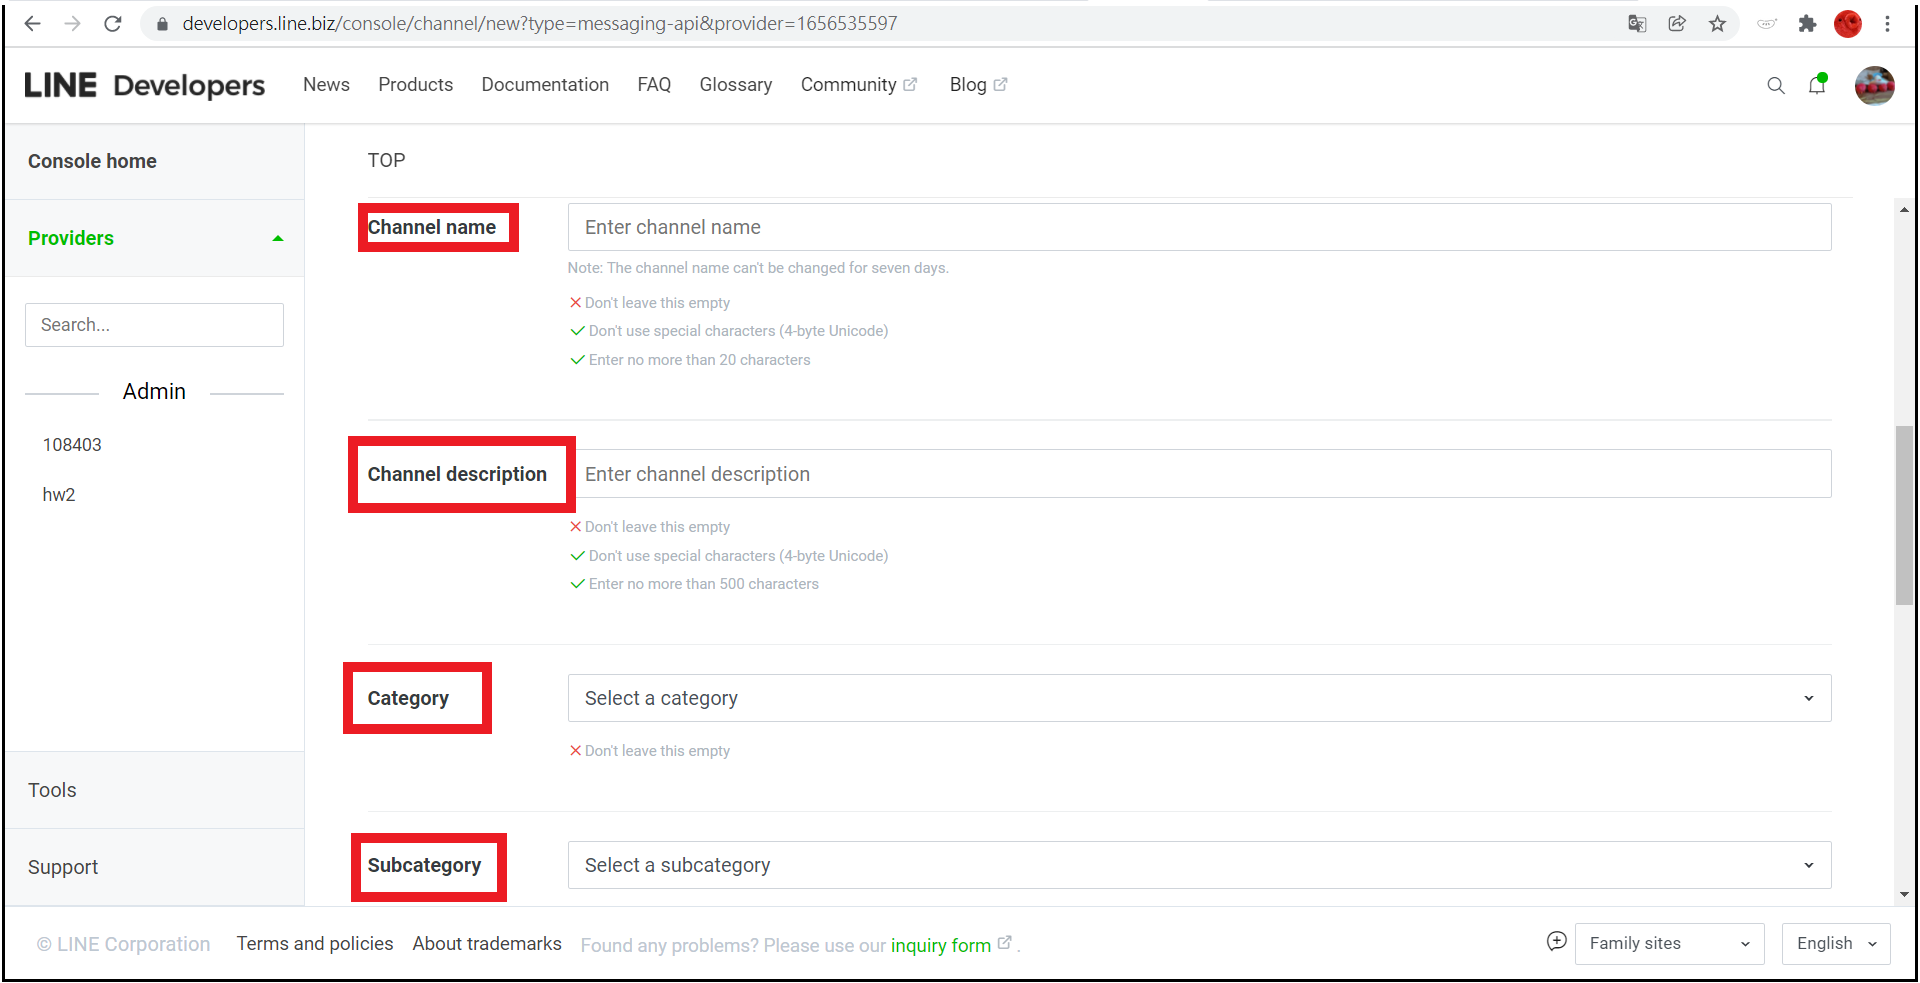 developers.line.biz/console/channel/new?type=messaging-api&provider=1656535597
LINE Developers
News
Products
Documentation
FAQ
Glossary
Community
Blog
Console home
Providers
Search...
Admin
108403
hw2
Tools
Support
TOP
Channel name
Enter channel name
Note: The channel name can't be changed for seven days.
Don't leave this empty
Don't use special characters (4-byte Unicode)
Enter no more than 20 characters
Channel description
Enter channel description
Don't leave this empty
Don't use special characters (4-byte Unicode)
Enter no more than 500 characters
Category
Select a category
Don't leave this empty
Subcategory
Select a subcategory
© LINE Corporation
Terms and policies
About trademarks
Found any problems? Please use our inquiry form .
Family sites
English